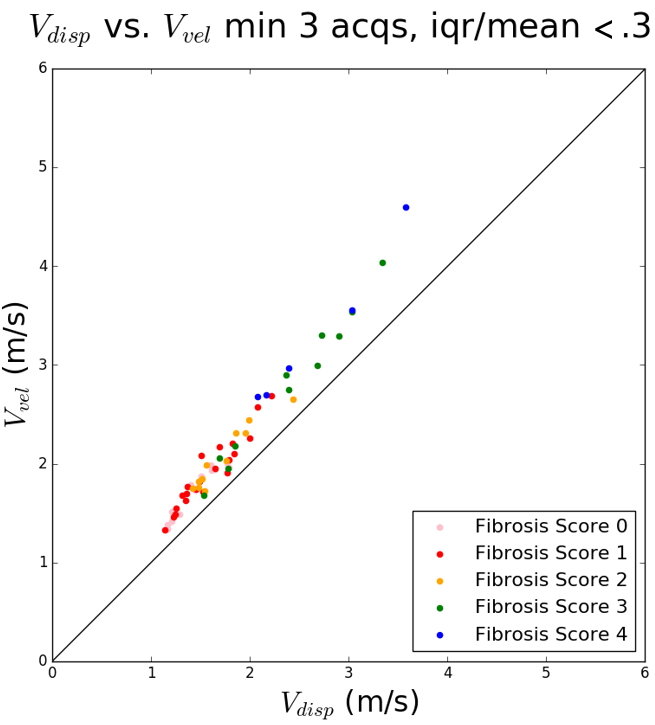 V_disp vs. V_vel min 3 acqs, iqr/mean < .3
6
5
4
3
2
1
0
V_vel (m/s)
Fibrosis Score 0
Fibrosis Score 1
Fibrosis Score 2
Fibrosis Score 3
Fibrosis Score 4
0 1 2 3 4 5 6
V_disp (m/s)